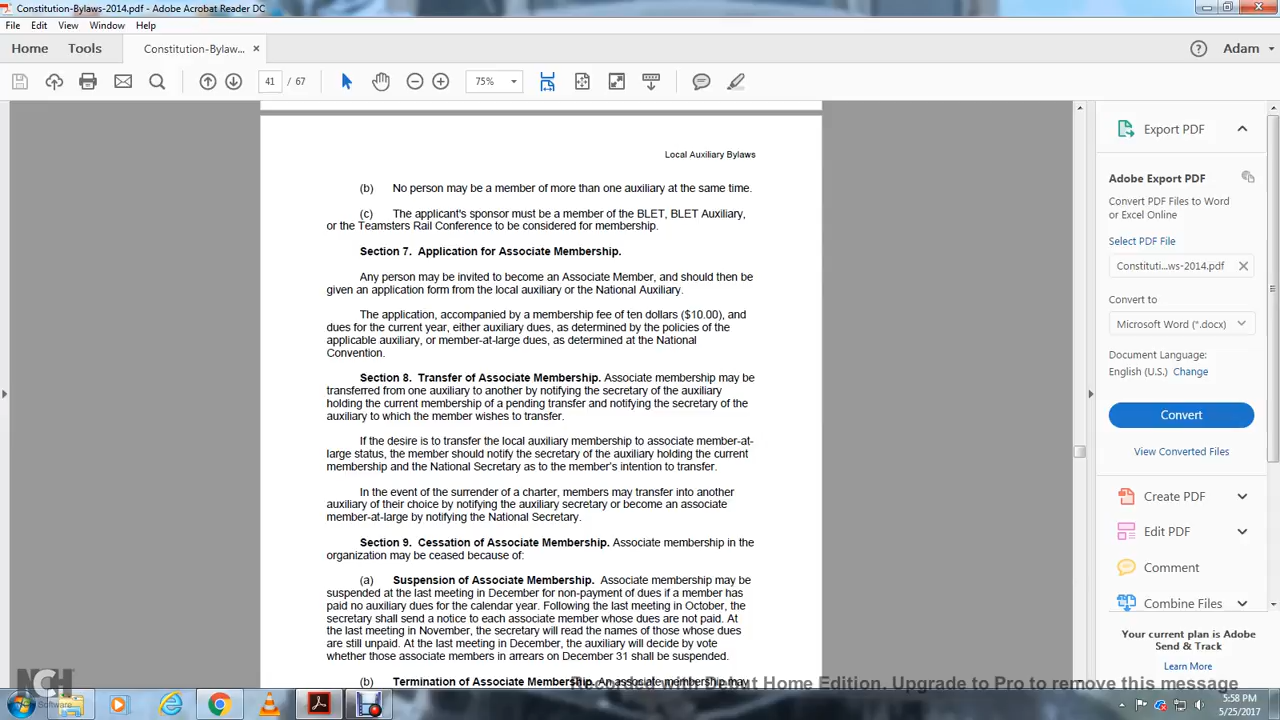 Constitution-Bylaws-2014.pdf - Adobe Acrobat Reader DC
File Edit View Window Help
Home Tools Constitution-Bylaw... × Adam
41 / 67 75%
Local Auxiliary Bylaws
(b) No person may be a member of more than one auxiliary at the same time.
(c) The applicant's sponsor must be a member of the BLET, BLET Auxiliary,
or the Teamsters Rail Conference to be considered for membership.
Section 7. Application for Associate Membership.
Any person may be invited to become an Associate Member, and should then be
given an application form from the local auxiliary or the National Auxiliary.
The application, accompanied by a membership fee of ten dollars ($10.00), and
dues for the current year, either auxiliary dues, as determined by the policies of the
applicable auxiliary, or member-at-large dues, as determined at the National
Convention.
Section 8. Transfer of Associate Membership. Associate membership may be
transferred from one auxiliary to another by notifying the secretary of the auxiliary
holding the current membership of a pending transfer and notifying the secretary of the
auxiliary to which the member wishes to transfer.
If the desire is to transfer the local auxiliary membership to associate member-at-
large status, the member should notify the secretary of the auxiliary holding the current
membership and the National Secretary as to the member's intention to transfer.
In the event of the surrender of a charter, members may transfer into another
auxiliary of their choice by notifying the auxiliary secretary or become an associate
member-at-large by notifying the National Secretary.
Section 9. Cessation of Associate Membership. Associate membership in the
organization may be ceased because of:
(a) Suspension of Associate Membership. Associate membership may be
suspended at the last meeting in December for non-payment of dues if a member has
paid no auxiliary dues for the calendar year. Following the last meeting in October, the
secretary shall send a notice to each associate member whose dues are not paid. At
the last meeting in November, the secretary will read the names of those whose dues
are still unpaid. At the last meeting in December, the auxiliary will decide by vote
whether those associate members in arrears on December 31 shall be suspended.
(b) Termination of Associate Membership. An associate membership may
Export PDF
Adobe Export PDF
Convert PDF Files to Word
or Excel Online
Select PDF File
Constituti...ws-2014.pdf
Convert to
Microsoft Word (*.docx)
Document Language:
English (U.S.) Change
Convert
View Converted Files
Create PDF
Edit PDF
Comment
Combine Files
Your current plan is Adobe
Send & Track
Learn More
NCH
Software
Recorded with Debut Home Edition. Upgrade to Pro to remove this message
5:58 PM
5/25/2017